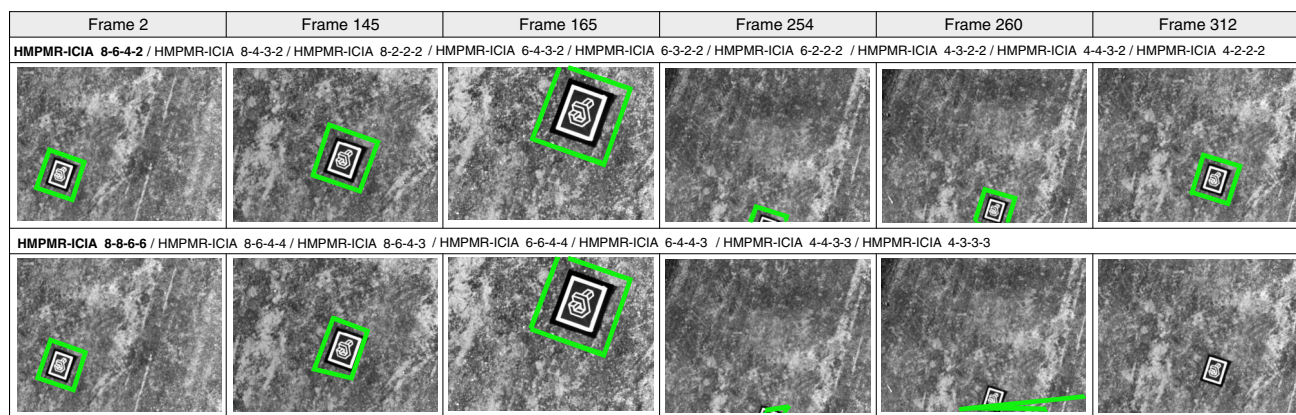 Frame 2 Frame 145 Frame 165 Frame 254 Frame 260 Frame 312
HMPMR-ICIA 8-6-4-2 / HMPMR-ICIA 8-4-3-2 / HMPMR-ICIA 8-2-2-2 / HMPMR-ICIA 6-4-3-2 / HMPMR-ICIA 6-3-2-2 / HMPMR-ICIA 6-2-2-2 / HMPMR-ICIA 4-3-2-2 / HMPMR-ICIA 4-4-3-2 / HMPMR-ICIA 4-2-2-2
HMPMR-ICIA 8-8-6-6 / HMPMR-ICIA 8-6-4-4 / HMPMR-ICIA 8-6-4-3 / HMPMR-ICIA 6-6-4-4 / HMPMR-ICIA 6-4-4-3 / HMPMR-ICIA 4-4-3-3 / HMPMR-ICIA 4-3-3-3